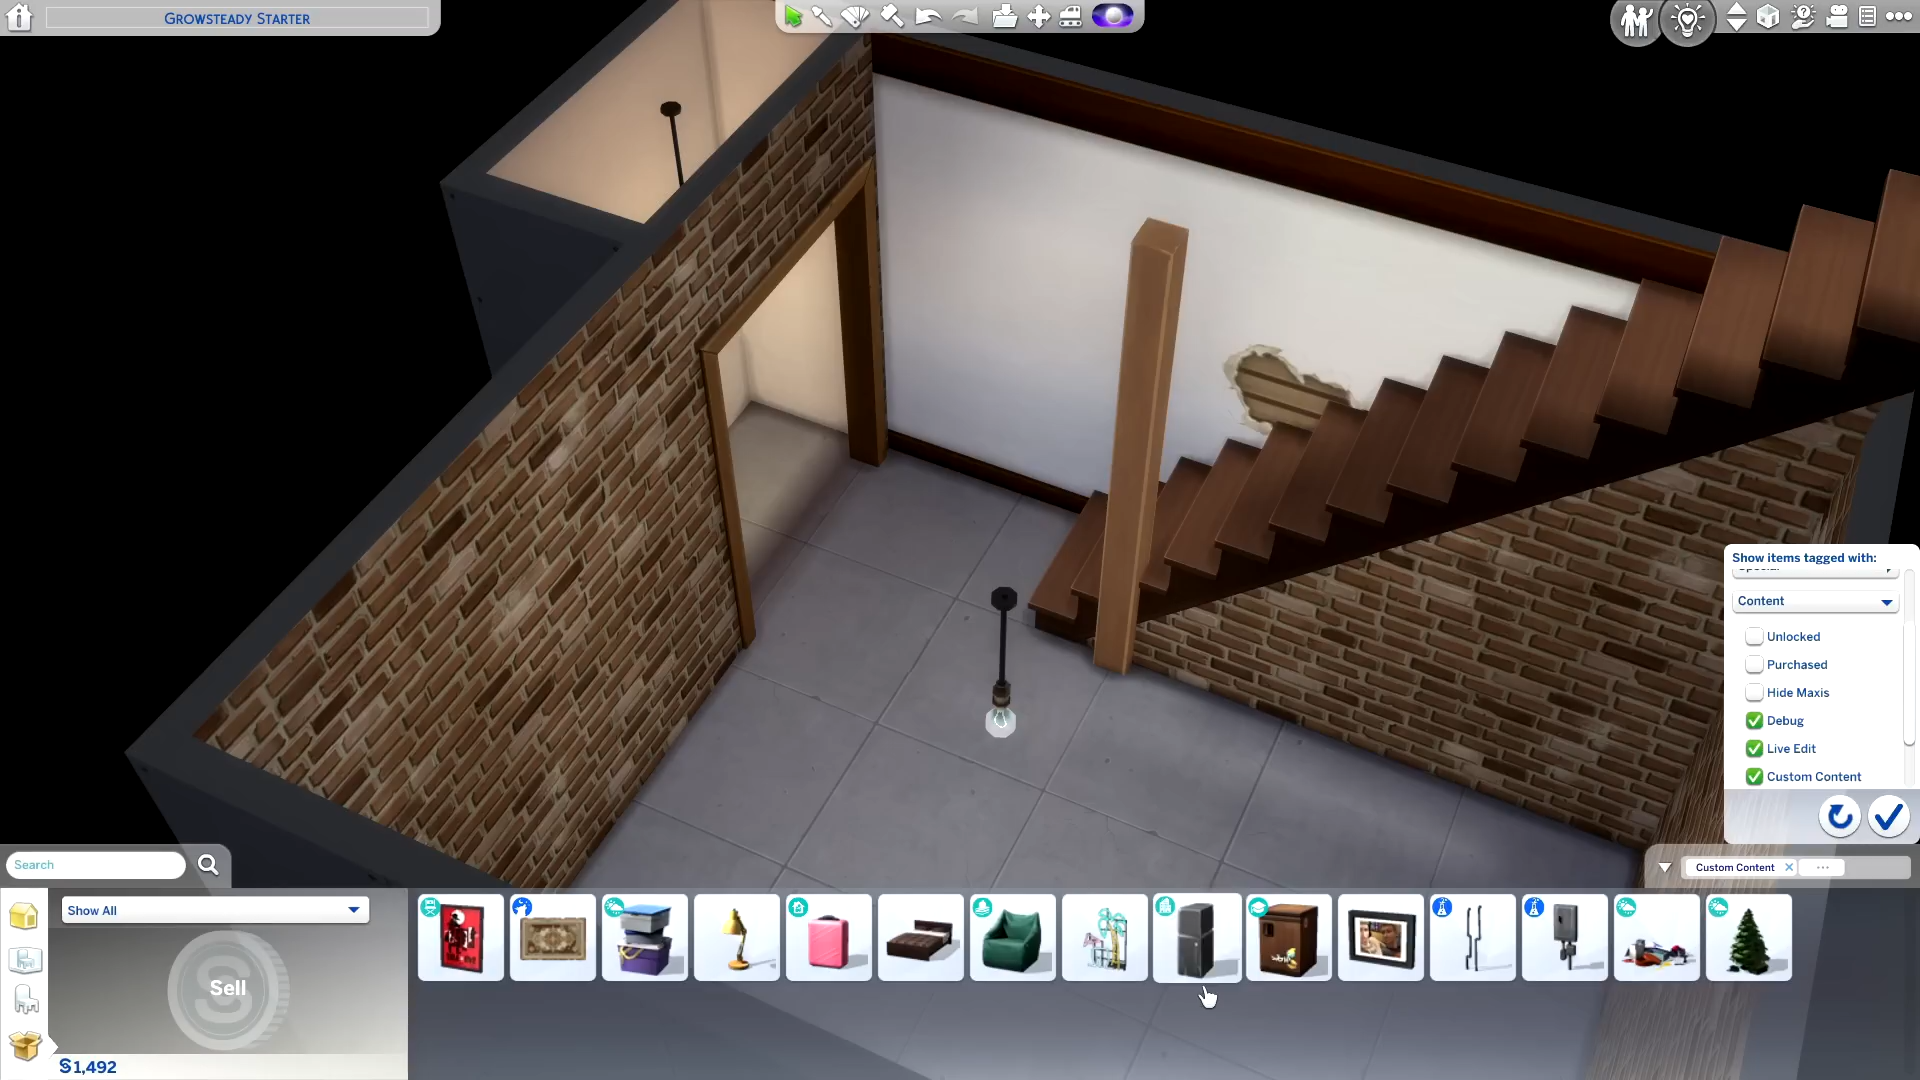 Growsteady Starter
Show items tagged with:
Special
Content
Unlocked
Purchased
Hide Maxis
Debug
Live Edit
Custom Content
Search
Custom Content ×
Show All
Sell
§1,492